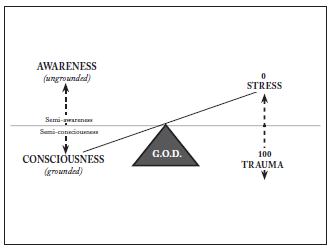 AWARENESS
(ungrounded)
Semi-awareness
Semi-consciousness
CONSCIOUSNESS
(grounded)
G.O.D.
0
STRESS
100
TRAUMA